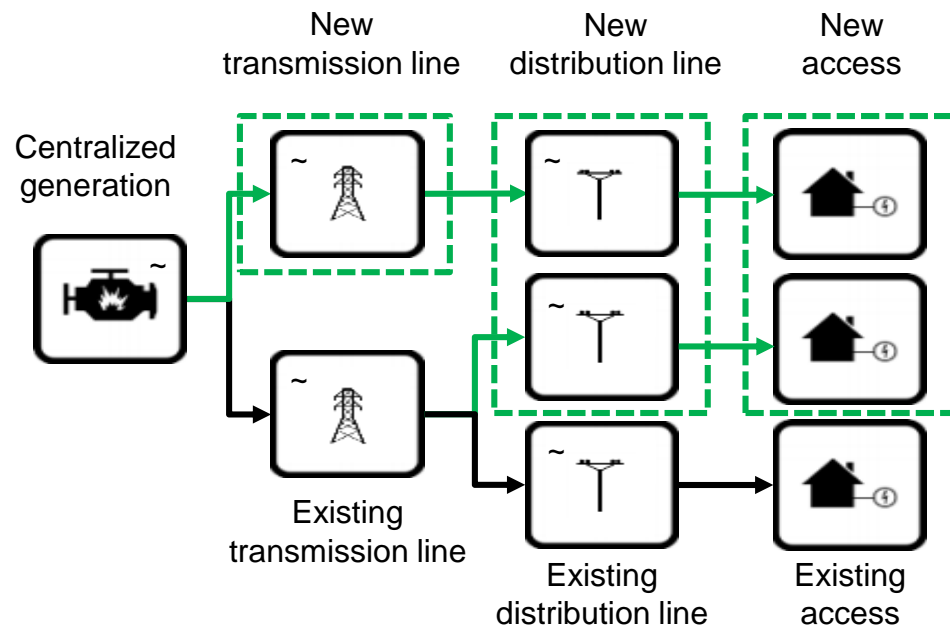 New
transmission line
New
distribution line
New
access
Centralized
generation
~
~
~
~
~
~
Existing
transmission line
Existing
distribution line
Existing
access